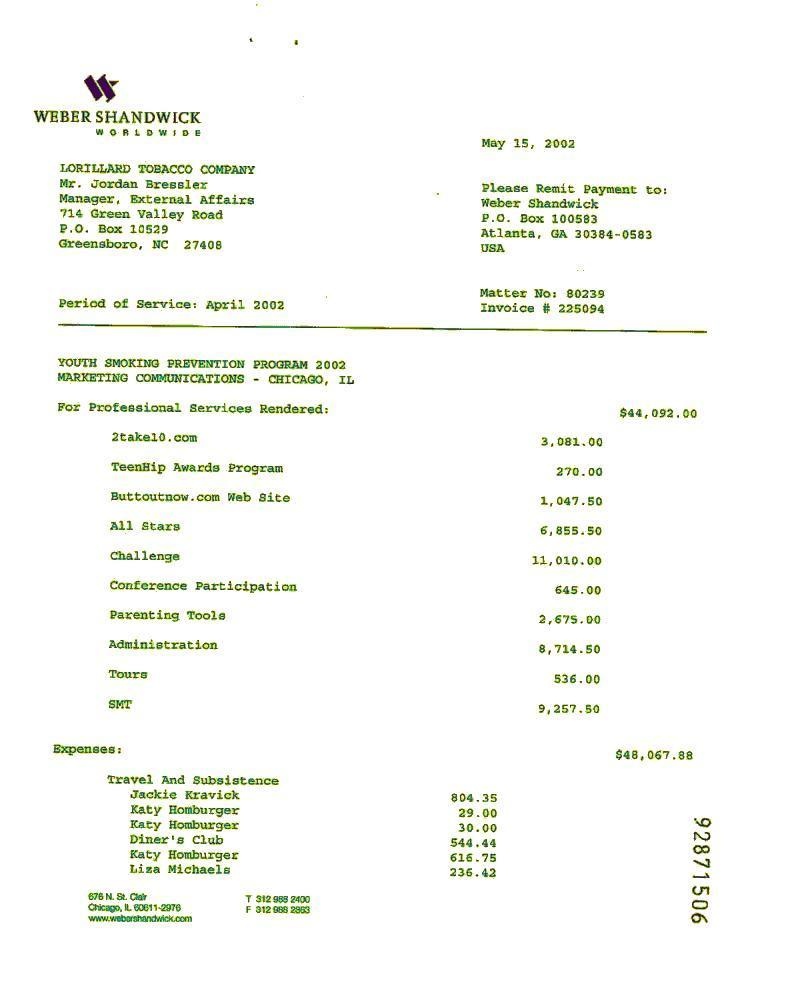 WEBER SHANDWICK
WORLDWIDE
May 15, 2002
LORILLARD TOBACCO COMPANY
Mr. Jordan Bressler
Manager, External Affairs
714 Green Valley Road
P.O. Box 10529
Greensboro, NC 27408
Please Remit Payment to:
Weber Shandwick
P.O. Box 100583
Atlanta, GA 30384-0583
USA
Matter No: 80239
Period of Service: April 2002
Invoice # 225094
YOUTH SMOKING PREVENTION PROGRAM 2002
MARKETING COMMUNICATIONS - CHICAGO, IL
For Professional Services Rendered: $44,092.00
2take10.com 3,081.00
TeenHip Awards Program 270.00
Buttoutnow.com Web Site 1,047.50
All Stars 6,855.50
Challenge 11,010.00
Conference Participation 645.00
Parenting Tools 2,675.00
Administration 8,714.50
Tours 536.00
SMT 9,257.50
Expenses: $48,067.88
Travel And Subsistence
Jackie Kravick 804.35
Katy Homburger 29.00
Katy Homburger 30.00
Diner's Club 544.44
Katy Homburger 616.75
Liza Michaels 236.42
92871506
676 N. St. Clair T 312 988 2400
Chicago, IL 60611-2976 F 312 988 2363
www.webershandwick.com